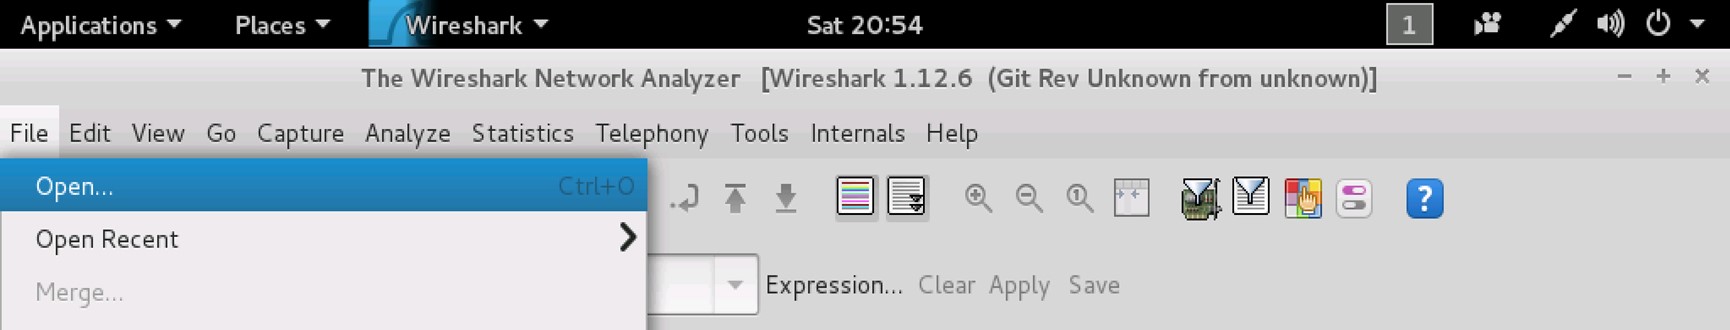 Applications Places Wireshark Sat 20:54 1
The Wireshark Network Analyzer [Wireshark 1.12.6 (Git Rev Unknown from unknown)]
File Edit View Go Capture Analyze Statistics Telephony Tools Internals Help
Open... Ctrl+O
Open Recent
Merge...
Expression... Clear Apply Save